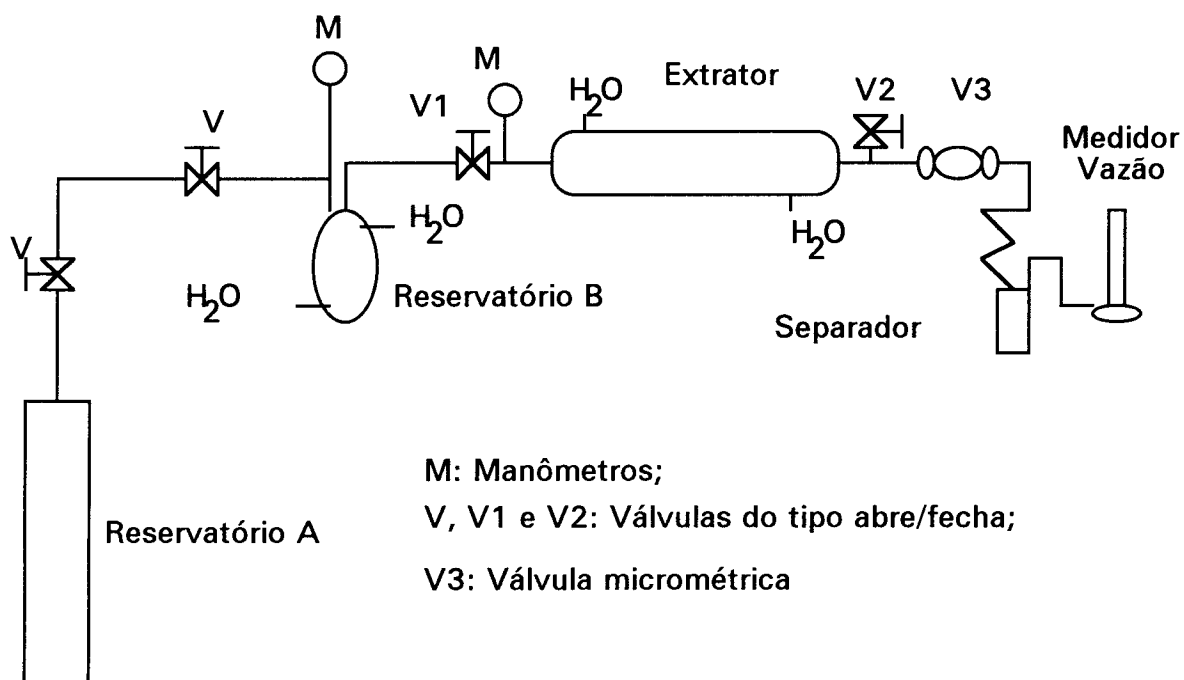 M
M
Extrator
H2O
V2
V3
V1
V
Medidor
Vazão
H2O
H2O
V
H2O
Reservatório B
Separador
M: Manômetros;
V, V1 e V2: Válvulas do tipo abre/fecha;
Reservatório A
V3: Válvula micrométrica